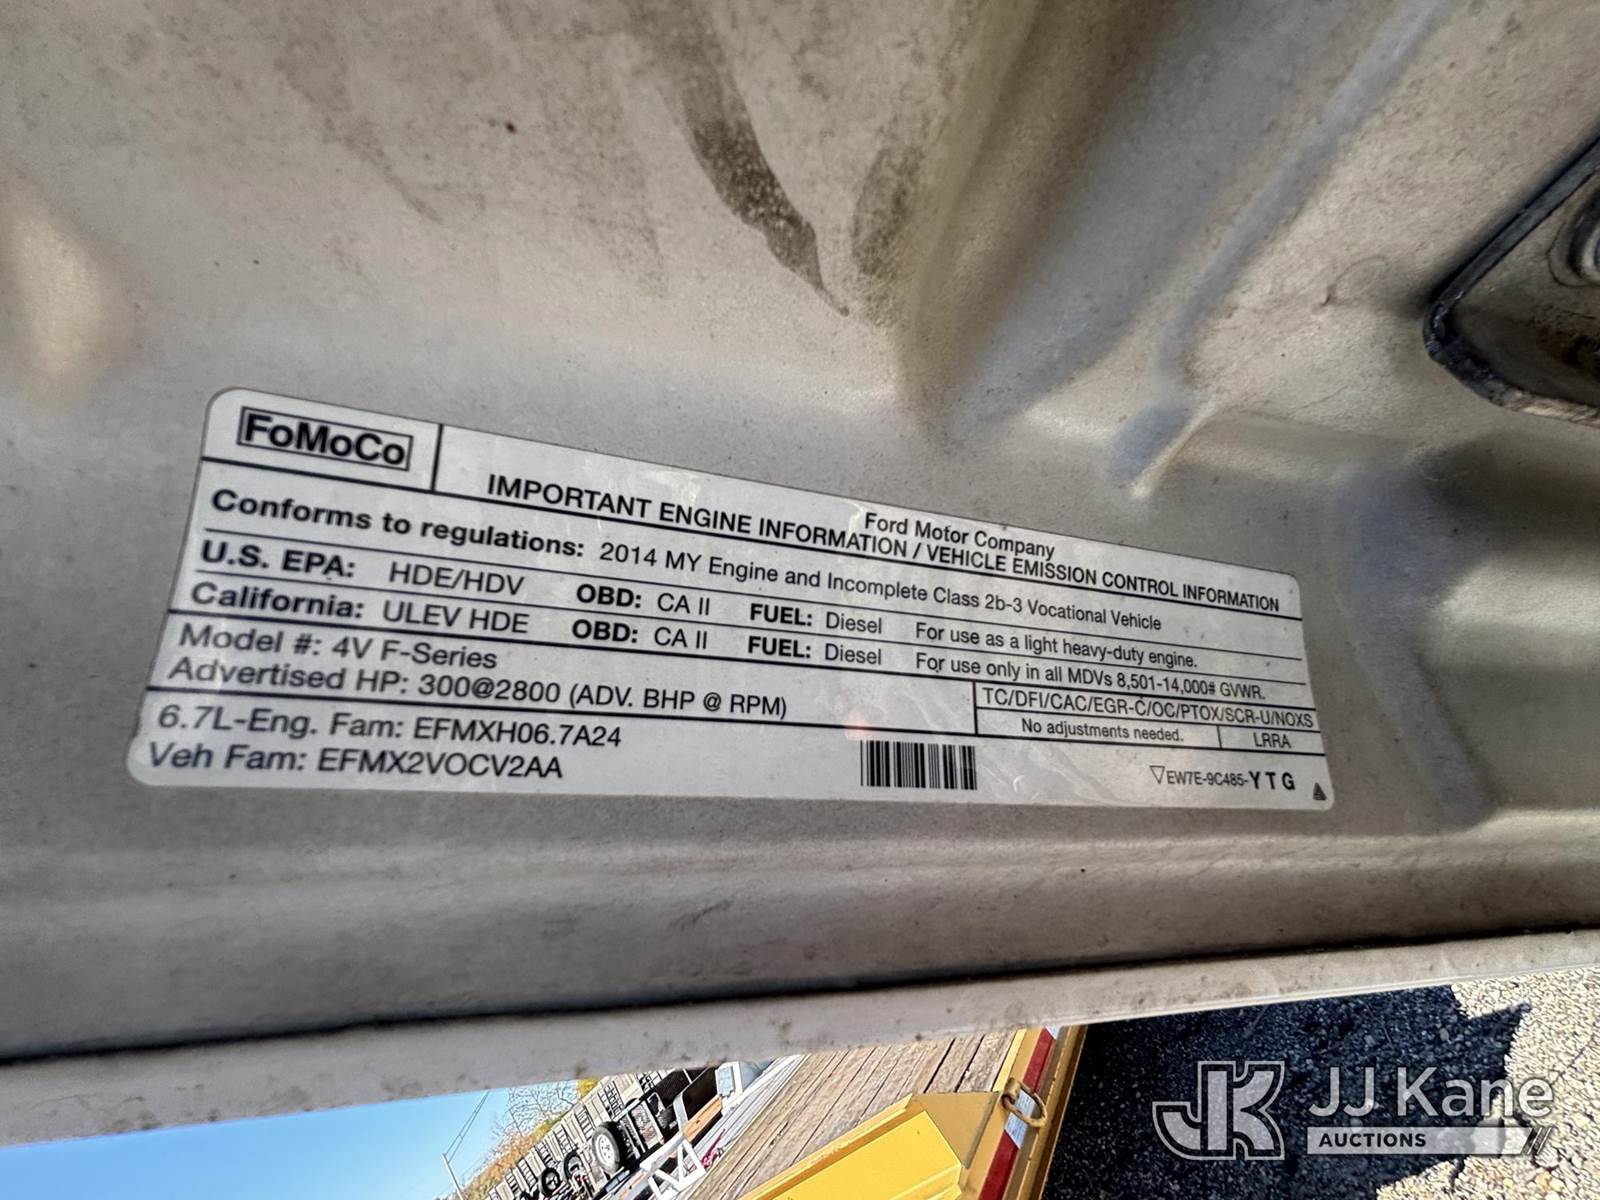 FoMoCo
Ford Motor Company
IMPORTANT ENGINE INFORMATION / VEHICLE EMISSION CONTROL INFORMATION
Conforms to regulations: 2014 MY Engine and Incomplete Class 2b-3 Vocational Vehicle
U.S. EPA: HDE/HDV OBD: CA II FUEL: Diesel For use as a light heavy-duty engine.
California: ULEV HDE OBD: CA II FUEL: Diesel For use only in all MDVs 8,501-14,000# GVWR.
Model #: 4V F-Series
Advertised HP: 300@2800 (ADV. BHP @ RPM)
TC/DFI/CAC/EGR-C/OC/PTOX/SCR-U/NOXS
No adjustments needed. LRRA
6.7L-Eng. Fam: EFMXH06.7A24
Veh Fam: EFMX2VOCV2AA
EW7E-9C485-YTG
JJ Kane
AUCTIONS